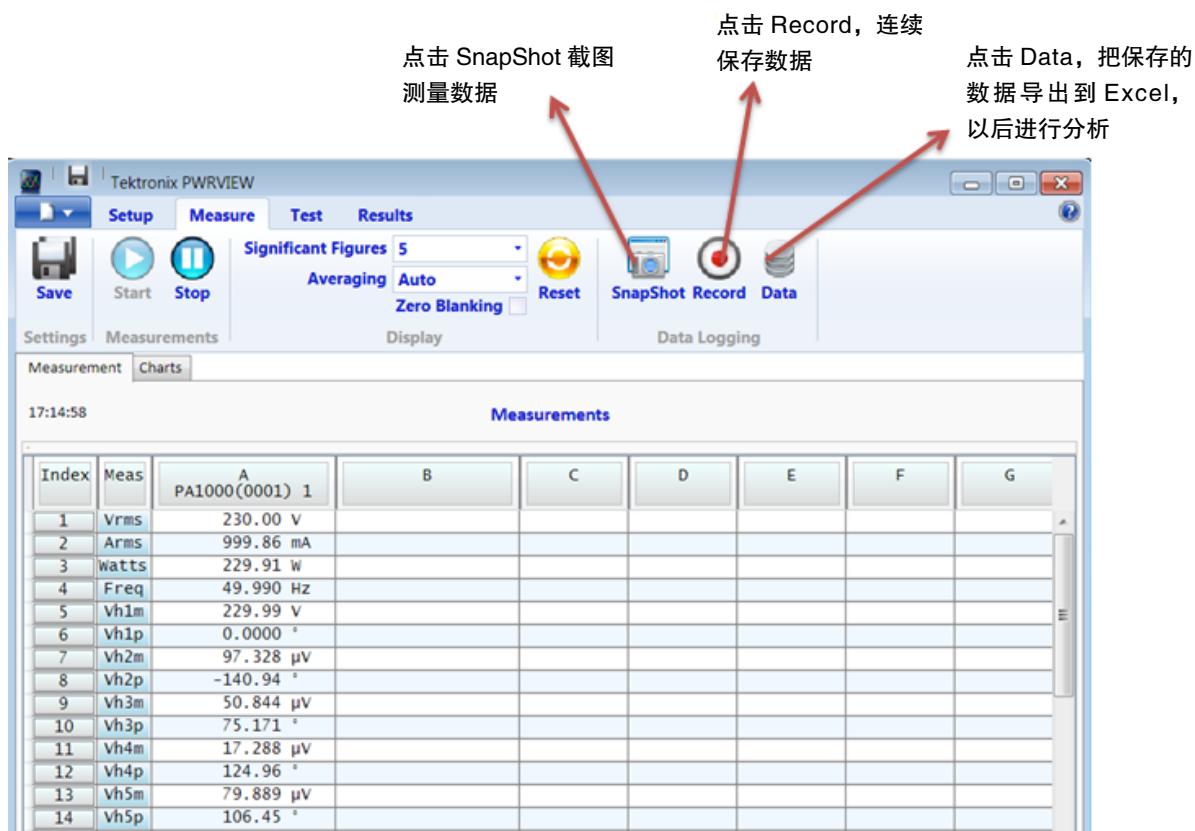 点击 SnapShot 截图
测量数据
点击 Record，连续
保存数据
点击 Data，把保存的
数据导出到 Excel，
以后进行分析
Tektronix PWRVIEW
Setup Measure Test Results
Save
Start Stop
Significant Figures 5
Averaging Auto
Zero Blanking
Reset
SnapShot Record Data
Settings Measurements Display Data Logging
Measurement Charts
17:14:58 Measurements
Index Meas A B C D E F G
PA1000(0001) 1
1 Vrms 230.00 V
2 Arms 999.86 mA
3 Watts 229.91 W
4 Freq 49.990 Hz
5 Vh1m 229.99 V
6 Vh1p 0.0000 °
7 Vh2m 97.328 µV
8 Vh2p -140.94 °
9 Vh3m 50.844 µV
10 Vh3p 75.171 °
11 Vh4m 17.288 µV
12 Vh4p 124.96 °
13 Vh5m 79.889 µV
14 Vh5p 106.45 °